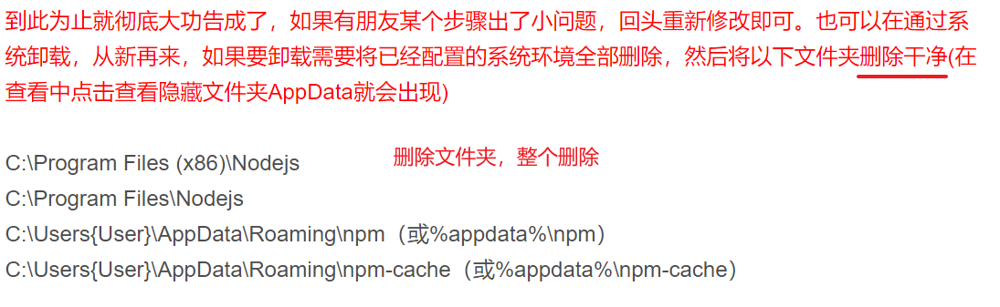 到此为止就彻底大功告成了，如果有朋友某个步骤出了小问题，回头重新修改即可。也可以在通过系
统卸载，从新再来，如果要卸载需要将已经配置的系统环境全部删除，然后将以下文件夹删除干净(在
查看中点击查看隐藏文件夹AppData就会出现)
C:\Program Files (x86)\Nodejs
删除文件夹，整个删除
C:\Program Files\Nodejs
C:\Users{User}\AppData\Roaming\npm（或%appdata%\npm）
C:\Users{User}\AppData\Roaming\npm-cache（或%appdata%\npm-cache）